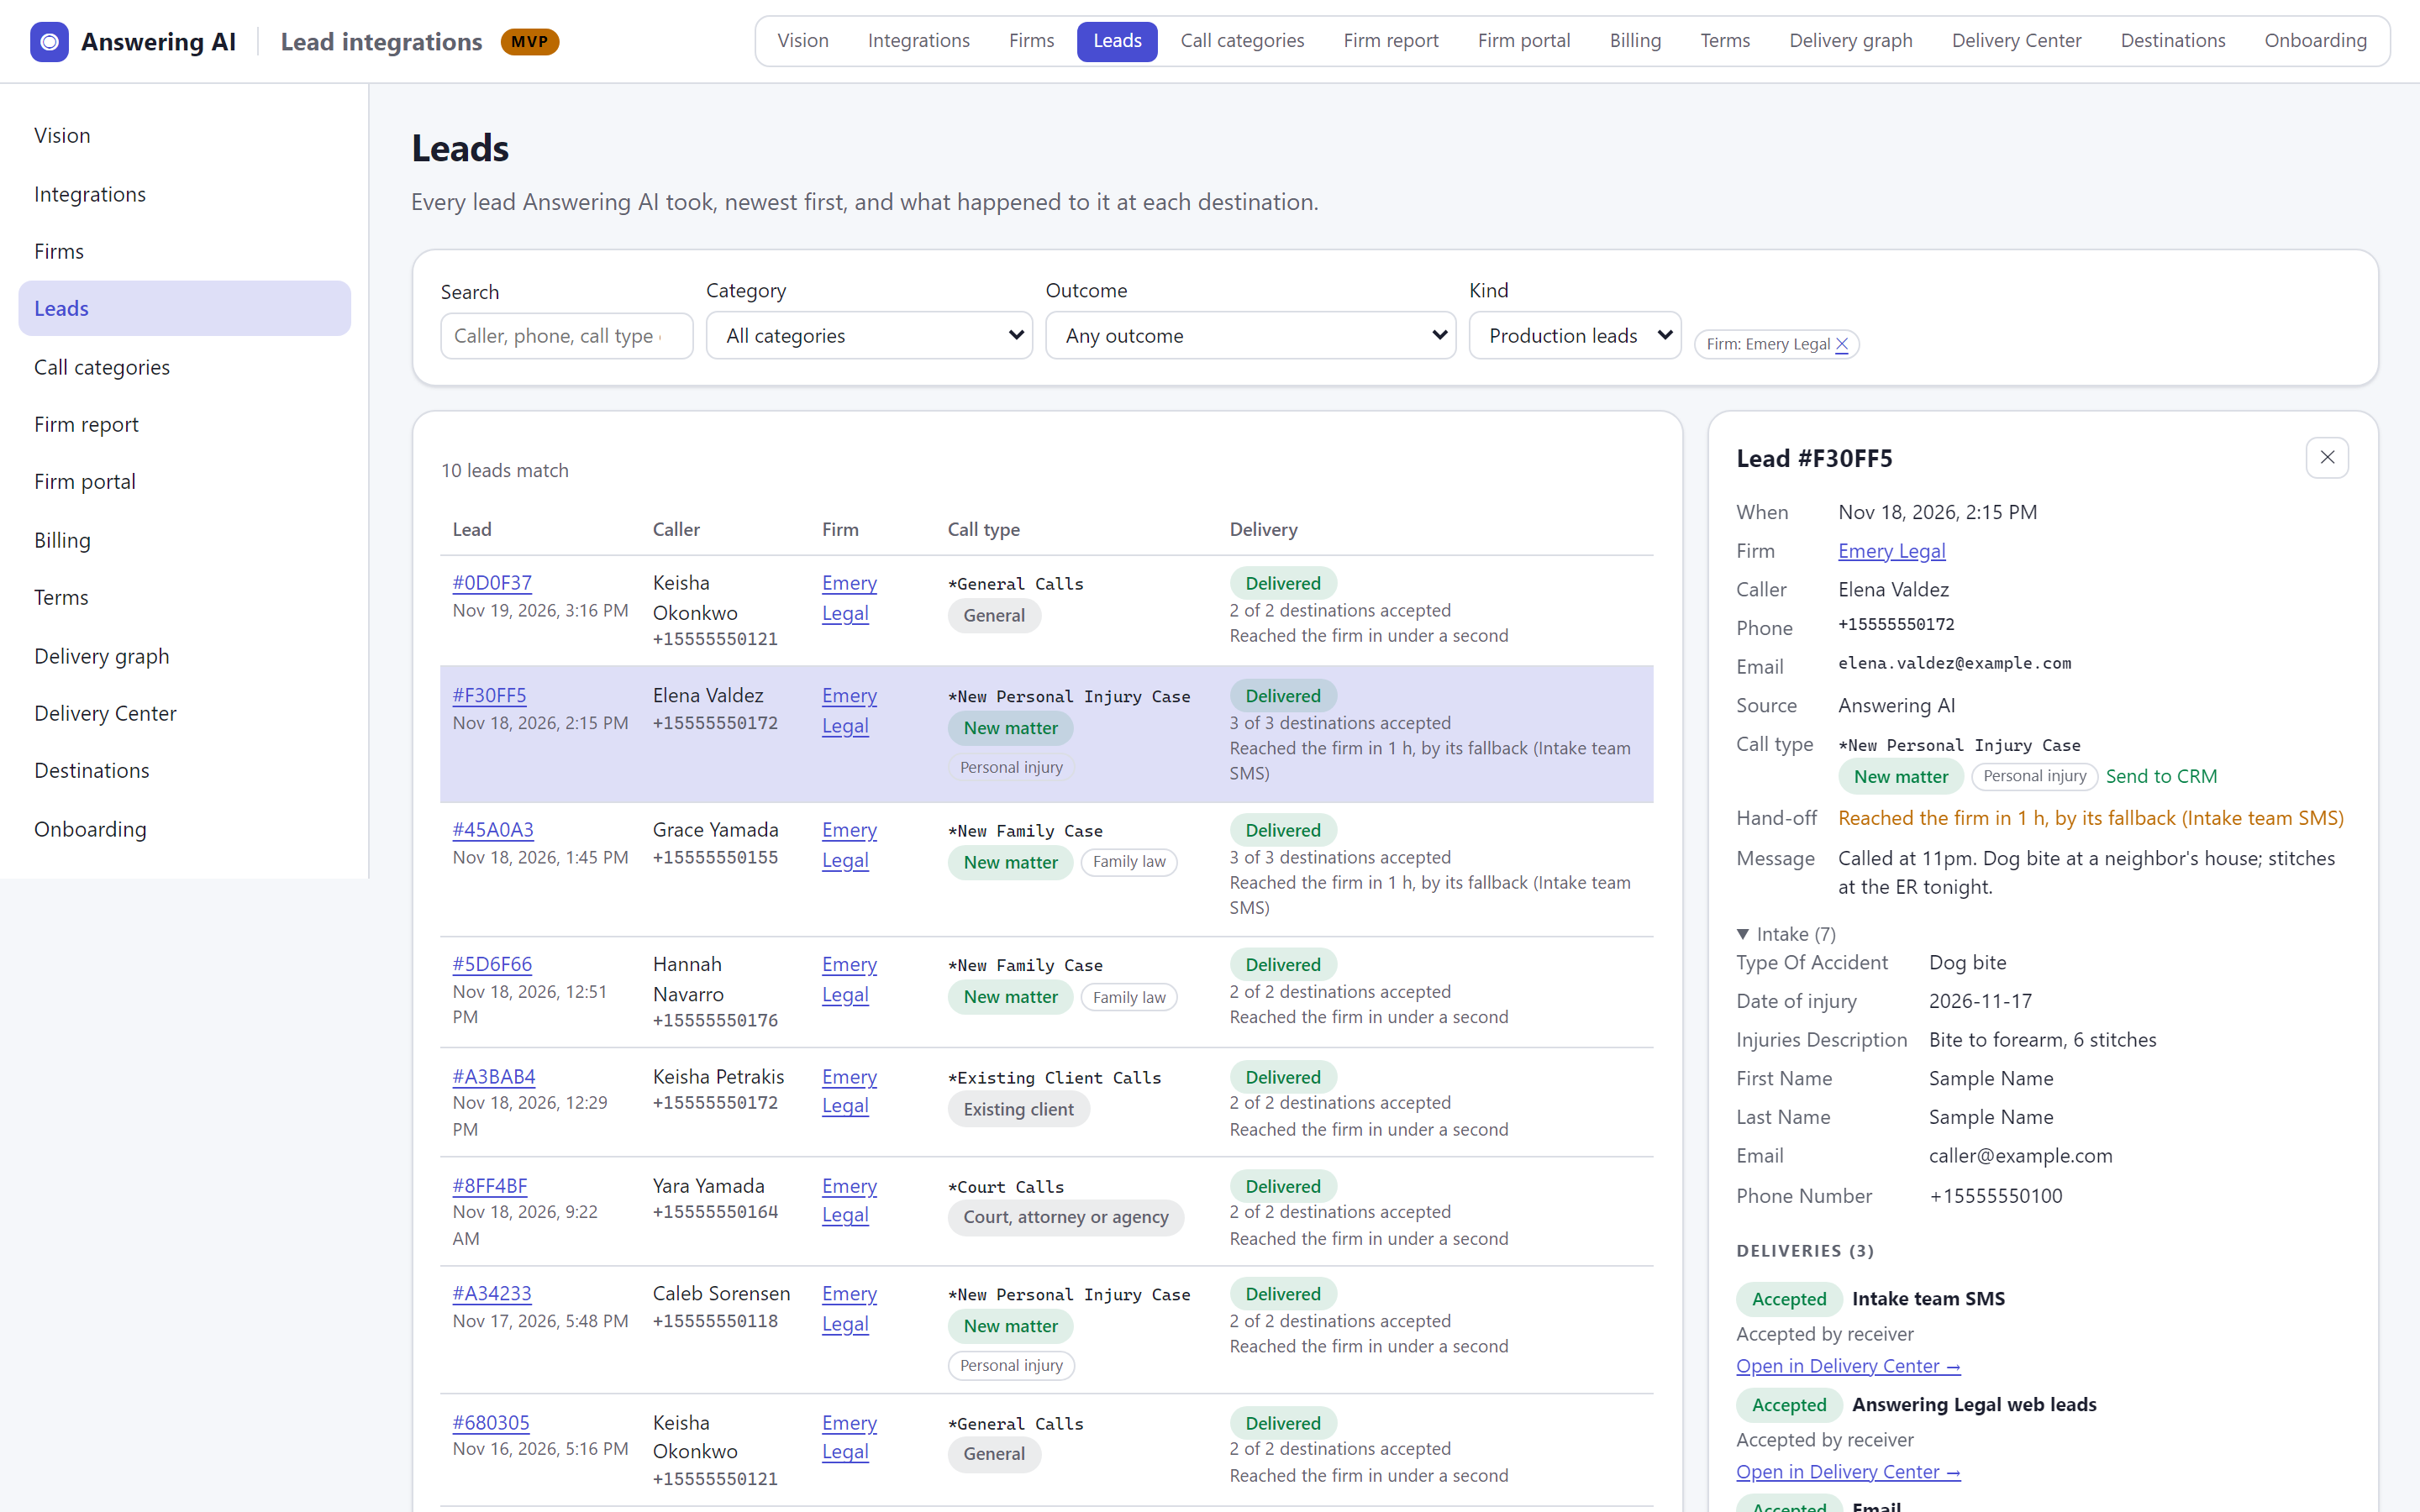 Answering AI
Lead integrations
MVP
Vision
Integrations
Firms
Leads
Call categories
Firm report
Firm portal
Billing
Terms
Delivery graph
Delivery Center
Destinations
Onboarding
Vision
Integrations
Firms
Leads
Call categories
Firm report
Firm portal
Billing
Terms
Delivery graph
Delivery Center
Destinations
Onboarding
Leads
Every lead Answering AI took, newest first, and what happened to it at each destination.
Search
Caller, phone, call type
Category
All categories
Outcome
Any outcome
Kind
Production leads
Firm: Emery Legal ×
10 leads match
Lead Caller Firm Call type Delivery
#0D0F37
Nov 19, 2026, 3:16 PM
Keisha
Okonkwo
+15555550121
Emery
Legal
*General Calls
General
Delivered
2 of 2 destinations accepted
Reached the firm in under a second
#F30FF5
Nov 18, 2026, 2:15 PM
Elena Valdez
+15555550172
Emery
Legal
*New Personal Injury Case
New matter
Personal injury
Delivered
3 of 3 destinations accepted
Reached the firm in 1 h, by its fallback (Intake team
SMS)
#45A0A3
Nov 18, 2026, 1:45 PM
Grace Yamada
+15555550155
Emery
Legal
*New Family Case
New matter Family law
Delivered
3 of 3 destinations accepted
Reached the firm in 1 h, by its fallback (Intake team
SMS)
#5D6F66
Nov 18, 2026, 12:51
PM
Hannah
Navarro
+15555550176
Emery
Legal
*New Family Case
New matter Family law
Delivered
2 of 2 destinations accepted
Reached the firm in under a second
#A3BAB4
Nov 18, 2026, 12:29
PM
Keisha Petrakis
+15555550172
Emery
Legal
*Existing Client Calls
Existing client
Delivered
2 of 2 destinations accepted
Reached the firm in under a second
#8FF4BF
Nov 18, 2026, 9:22
AM
Yara Yamada
+15555550164
Emery
Legal
*Court Calls
Court, attorney or agency
Delivered
2 of 2 destinations accepted
Reached the firm in under a second
#A34233
Nov 17, 2026, 5:48 PM
Caleb Sorensen
+15555550118
Emery
Legal
*New Personal Injury Case
New matter
Personal injury
Delivered
2 of 2 destinations accepted
Reached the firm in under a second
#680305
Nov 16, 2026, 5:16 PM
Keisha
Okonkwo
+15555550121
Emery
Legal
*General Calls
General
Delivered
2 of 2 destinations accepted
Reached the firm in under a second
Lead #F30FF5
When Nov 18, 2026, 2:15 PM
Firm Emery Legal
Caller Elena Valdez
Phone +15555550172
Email elena.valdez@example.com
Source Answering AI
Call type *New Personal Injury Case
New matter Personal injury Send to CRM
Hand-off Reached the firm in 1 h, by its fallback (Intake team SMS)
Message Called at 11pm. Dog bite at a neighbor's house; stitches
at the ER tonight.
▼ Intake (7)
Type Of Accident Dog bite
Date of injury 2026-11-17
Injuries Description Bite to forearm, 6 stitches
First Name Sample Name
Last Name Sample Name
Email caller@example.com
Phone Number +15555550100
DELIVERIES (3)
Accepted Intake team SMS
Accepted by receiver
Open in Delivery Center →
Accepted Answering Legal web leads
Accepted by receiver
Open in Delivery Center →
Accepted Email